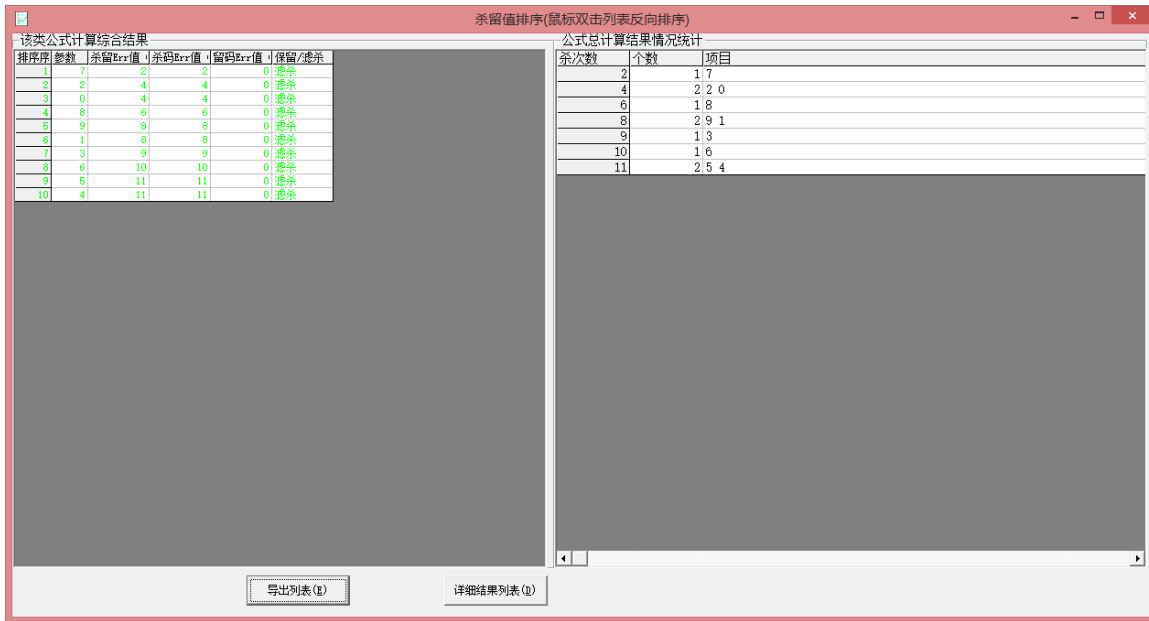 杀留值排序(鼠标双击列表反向排序)
该类公式计算综合结果
排序序 参数 杀留Err值 杀码Err值 留码Err值 保留/滤杀
1 7 2 2 0 滤杀
2 2 4 4 0 滤杀
3 0 4 4 0 滤杀
4 8 6 6 0 滤杀
5 9 8 8 0 滤杀
6 1 8 8 0 滤杀
7 3 9 9 0 滤杀
8 6 10 10 0 滤杀
9 5 11 11 0 滤杀
10 4 11 11 0 滤杀
公式总计算结果情况统计
杀次数 个数 项目
2 1 7
4 2 2 0
6 1 8
8 2 9 1
9 1 3
10 1 6
11 2 5 4
导出列表(E) 详细结果列表(D)